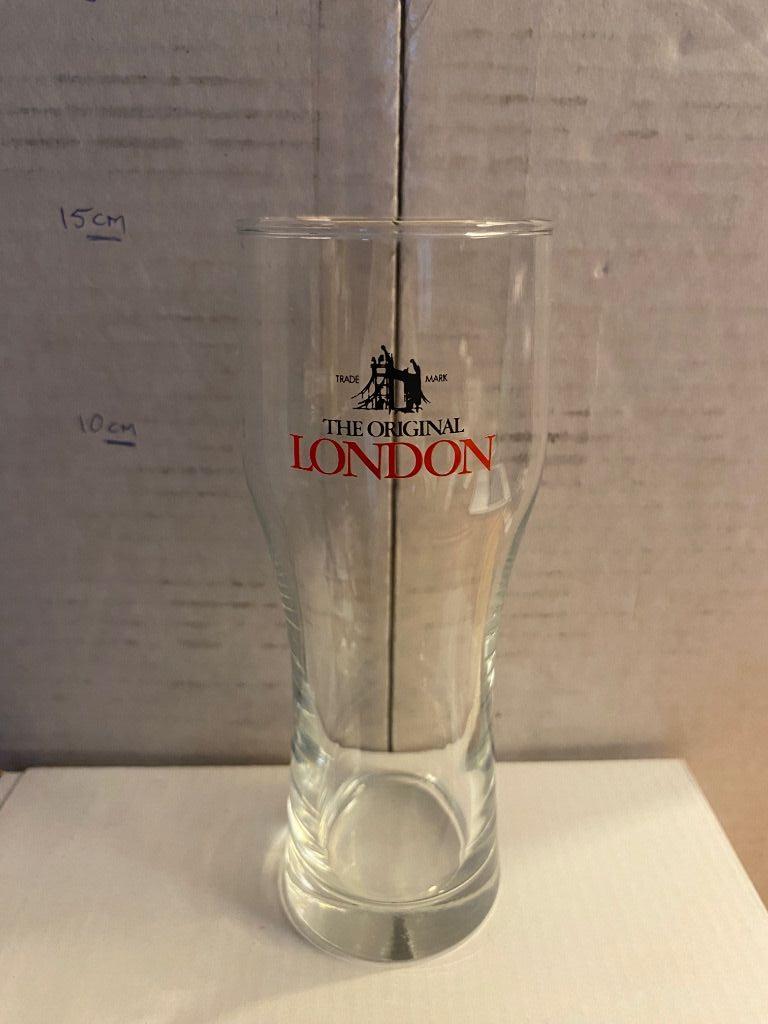 15cm
TRADE MARK
10cm
THE ORIGINAL
LONDON